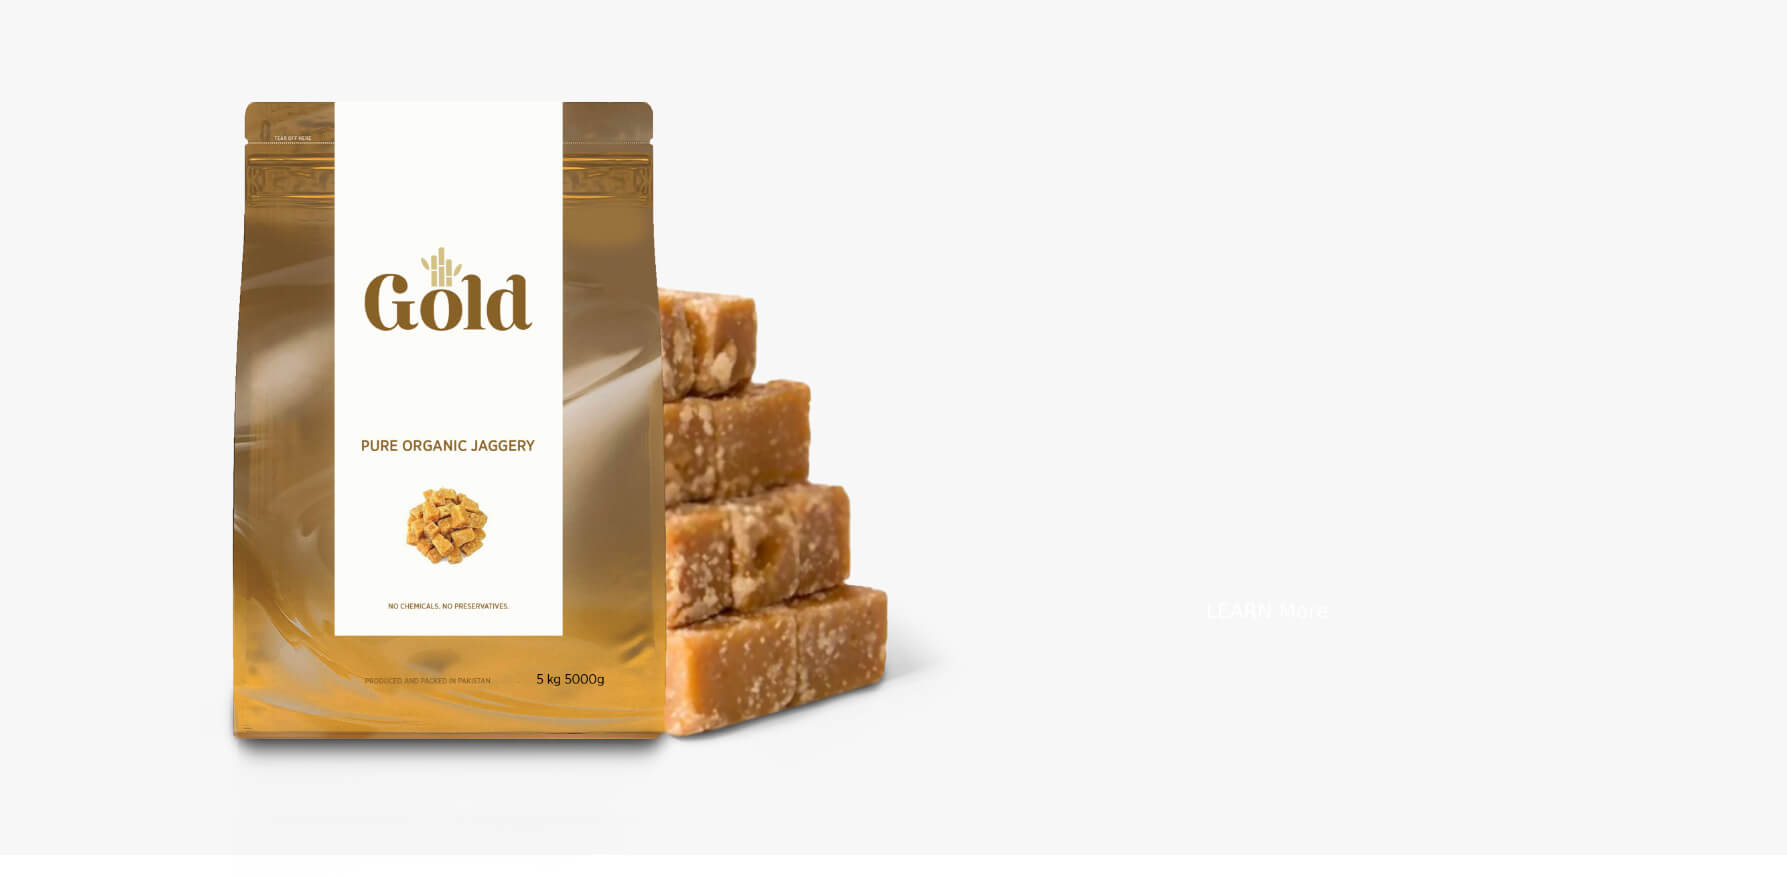 TEAR OFF HERE
Gold
PURE ORGANIC JAGGERY
NO CHEMICALS. NO PRESERVATIVES.
PRODUCED AND PACKED IN PAKISTAN.
5 kg 5000g
LEARN More